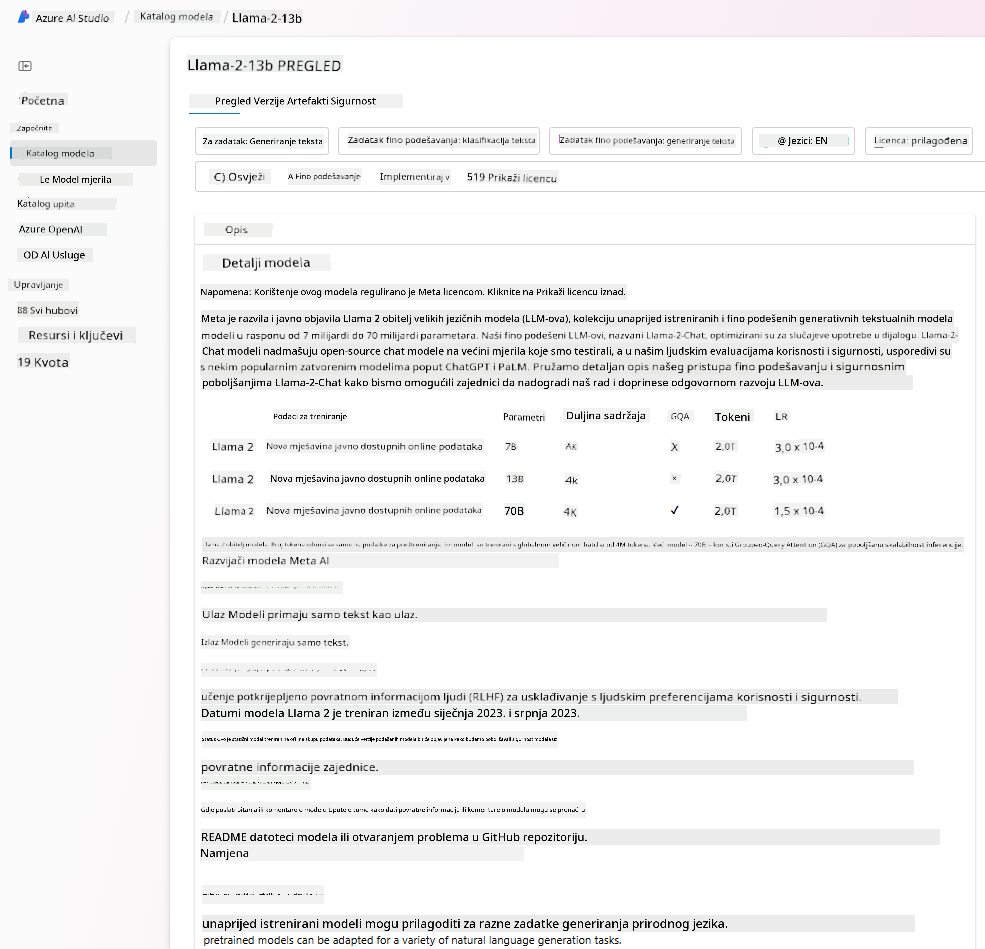 Azure AI Studio / Katalog modela / Llama-2-13b
Llama-2-13b PREGLED
Početna
Započnite
Katalog modela
Le Model mjerila
Katalog upita
Azure OpenAI
OD AI Usluge
Upravljanje
88 Svi hubovi
Resursi i ključevi
19 Kvota
Pregled Verzije Artefakti Sigurnost
Za zadatak: Generiranje teksta
Zadatak fino podešavanja: klasifikacija teksta
Zadatak fino podešavanja: generiranje teksta
@ Jezici: EN
Licenca: prilagođena
C) Osvježi
A Fino podešavanje
Implementiraj v
519 Prikaži licencu
Opis
Detalji modela
Napomena: Korištenje ovog modela regulirano je Meta licencom. Kliknite na Prikaži licencu iznad.
Meta je razvila i javno objavila Llama 2 obitelj velikih jezičnih modela (LLM-ova), kolekciju unaprijed istreniranih i fino podešenih generativnih tekstualnih modela
modeli u rasponu od 7 milijardi do 70 milijardi parametara. Naši fino podešeni LLM-ovi, nazvani Llama-2-Chat, optimizirani su za slučajeve upotrebe u dijalogu. Llama-2-
Chat modeli nadmašuju open-source chat modele na većini mjerila koje smo testirali, a u našim ljudskim evaluacijama korisnosti i sigurnosti, usporedivi su
s nekim popularnim zatvorenim modelima poput ChatGPT i PaLM. Pružamo detaljan opis našeg pristupa fino podešavanju i sigurnosnim
poboljšanjima Llama-2-Chat kako bismo omogućili zajednici da nadogradi naš rad i doprinese odgovornom razvoju LLM-ova.
Podaci za treniranje Parametri Duljina sadržaja GQA Tokeni LR
Llama 2 Nova mješavina javno dostupnih online podataka 7B 4K X 2,0T 3,0 x 10-4
Llama 2 Nova mješavina javno dostupnih online podataka 13B 4k × 2,0T 3,0 x 10-4
Llama 2 Nova mješavina javno dostupnih online podataka 70B 4K ✓ 2,0T 1,5 x 10-4
Razvijači modela Meta AI
Ulaz Modeli primaju samo tekst kao ulaz.
Izlaz Modeli generiraju samo tekst.
učenje potkrijepljeno povratnom informacijom ljudi (RLHF) za usklađivanje s ljudskim preferencijama korisnosti i sigurnosti.
Datumi modela Llama 2 je treniran između siječnja 2023. i srpnja 2023.
povratne informacije zajednice.
README datoteci modela ili otvaranjem problema u GitHub repozitoriju.
Namjena
unaprijed istrenirani modeli mogu prilagoditi za razne zadatke generiranja prirodnog jezika.
pretrained models can be adapted for a variety of natural language generation tasks.